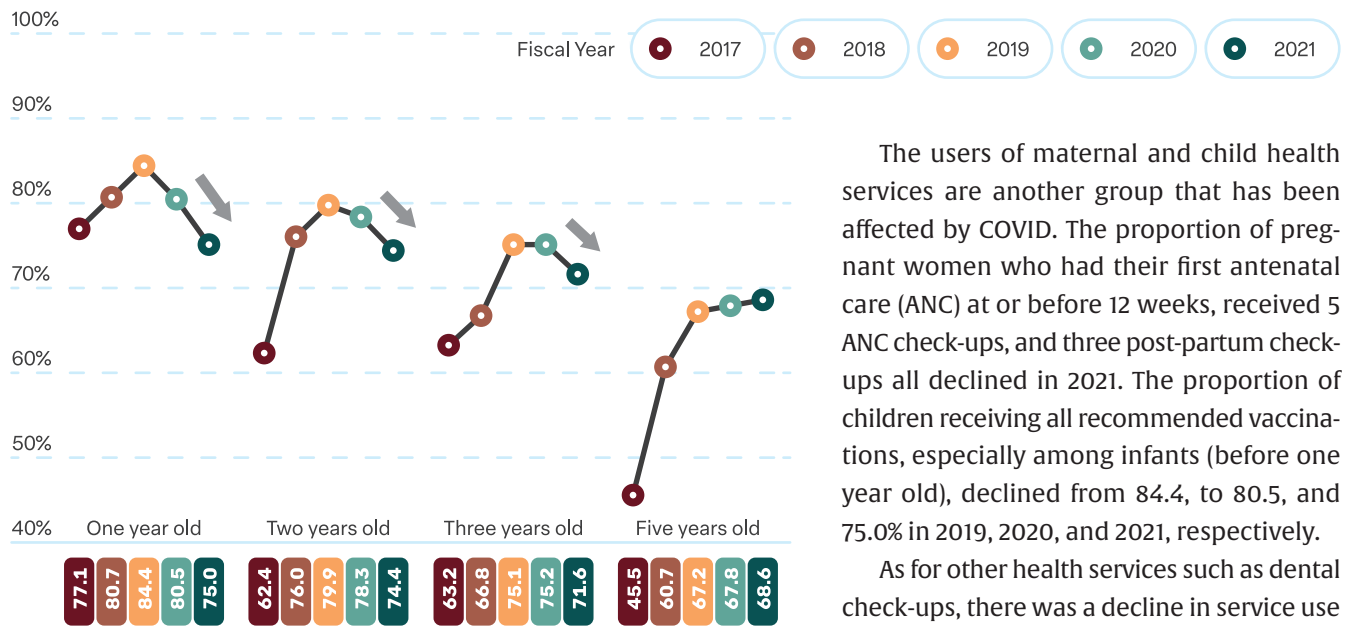 100%
Fiscal Year 2017 2018 2019 2020 2021
90%
80%
70%
60%
50%
40%
One year old Two years old Three years old Five years old
77.1 80.7 84.4 80.5 75.0 62.4 76.0 79.9 78.3 74.4 63.2 66.8 75.1 75.2 71.6 45.5 60.7 67.2 67.8 68.6
The users of maternal and child health
services are another group that has been
affected by COVID. The proportion of preg-
nant women who had their first antenatal
care (ANC) at or before 12 weeks, received 5
ANC check-ups, and three post-partum check-
ups all declined in 2021. The proportion of
children receiving all recommended vaccina-
tions, especially among infants (before one
year old), declined from 84.4, to 80.5, and
75.0% in 2019, 2020, and 2021, respectively.
As for other health services such as dental
check-ups, there was a decline in service use